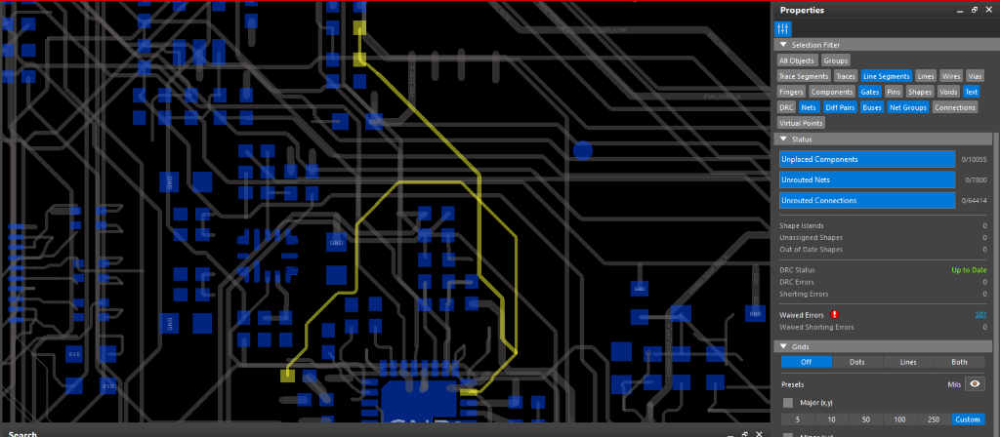 Properties
Selection Filter
All Objects Groups
Trace Segments Traces Line Segments Lines Wires Vias
Fingers Components Gates Pins Shapes Voids Text
DRC Nets Diff Pairs Buses Net Groups Connections
Virtual Points
Status
Unplaced Components 0/10055
Unrouted Nets 0/7800
Unrouted Connections 0/64414
Shape Islands 0
Unassigned Shapes 0
Out of Date Shapes 0
DRC Status Up to Date
DRC Errors 0
Shorting Errors 0
Waived Errors 587
Waived Shorting Errors 0
Grids
Off Dots Lines Both
Presets Mils
Major (x,y)
5 10 50 100 250 Custom
GND
GND
GND
GND
GND
GND
GND
Search